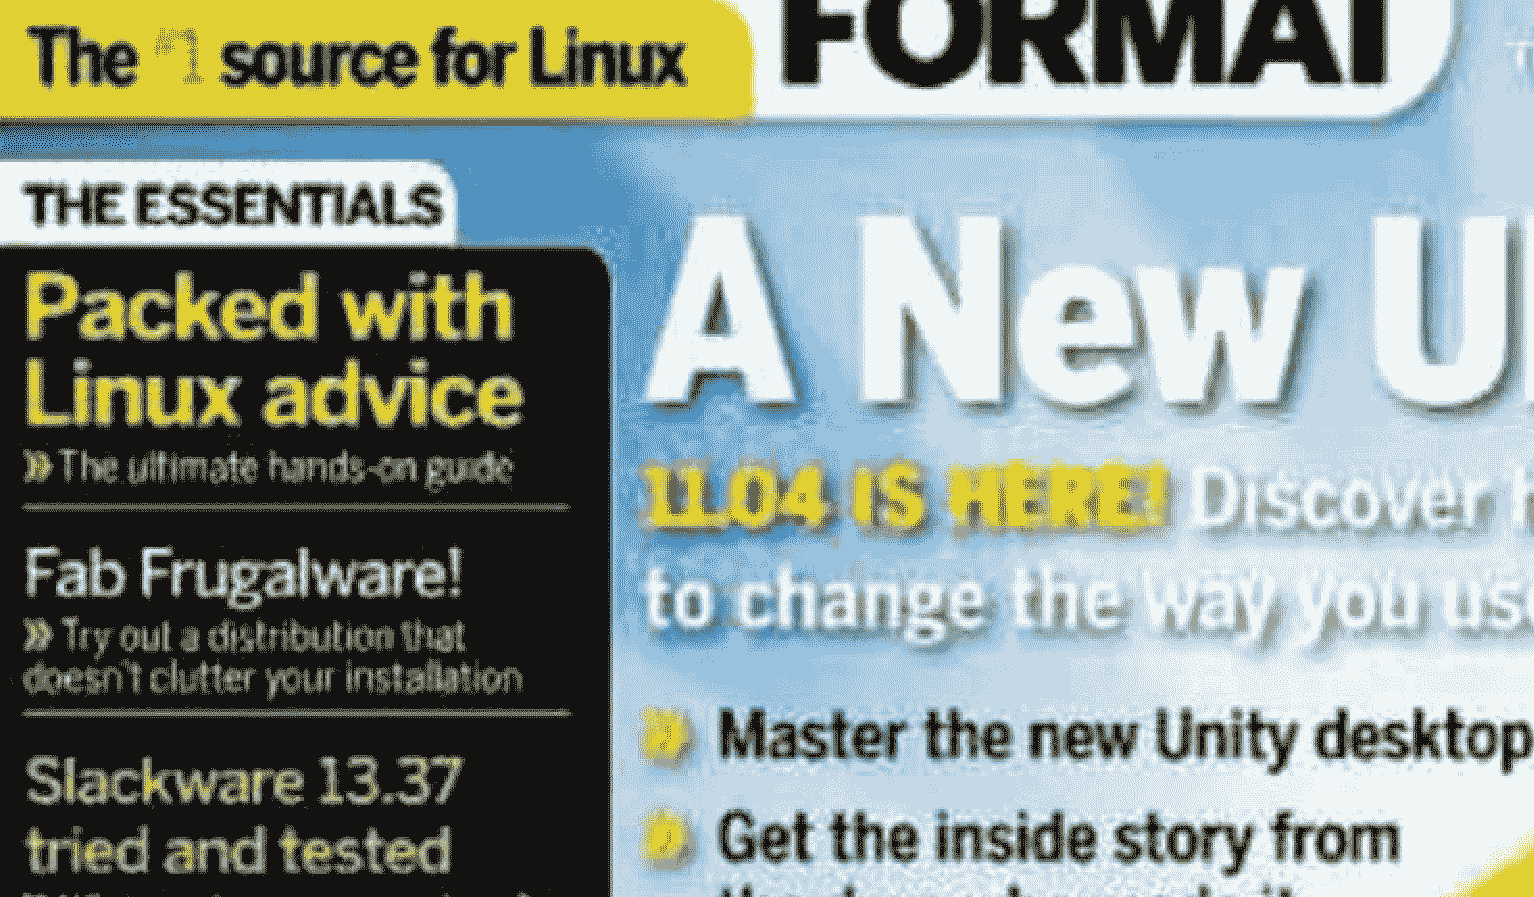 The #1 source for Linux
FORMAT
THE ESSENTIALS
Packed with
Linux advice
» The ultimate hands-on guide
Fab Frugalware!
» Try out a distribution that
doesn't clutter your installation
Slackware 13.37
tried and tested
A New U
11.04 IS HERE! Discover
to change the way you us
» Master the new Unity desktop
» Get the inside story from